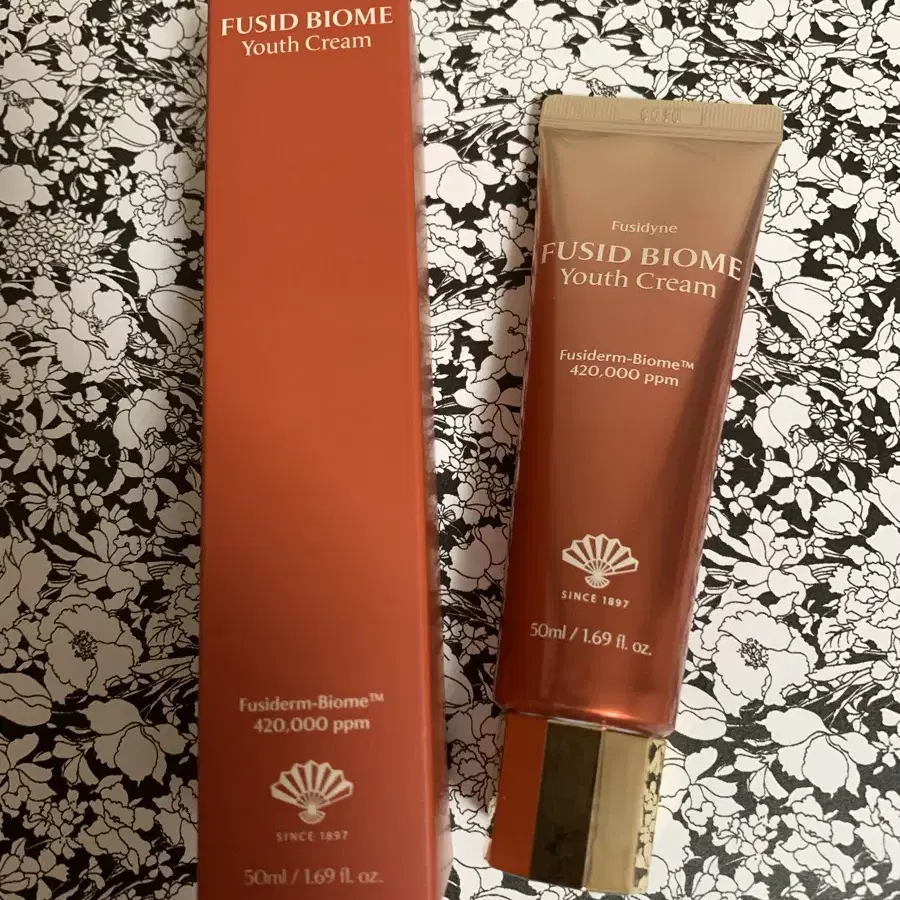 FUSID BIOME
Youth Cream
Fusiderm-Biome™
420,000 ppm
SINCE 1897
50ml / 1.69 fl. oz.
Fusidyne
FUSID BIOME
Youth Cream
Fusiderm-Biome™
420,000 ppm
SINCE 1897
50ml / 1.69 fl. oz.